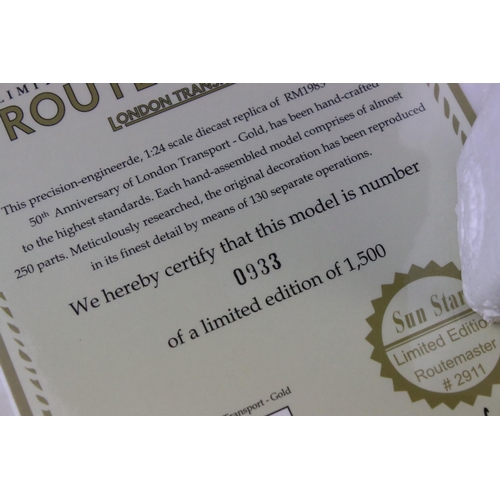 LIMIT
ROUTE
LONDON TRANS
This precision-engineerde, 1:24 scale diecast replica of RM1983
50th Anniversary of London Transport - Gold, has been hand-crafted
to the highest standards. Each hand-assembled model comprises of almost
250 parts. Meticulously researched, the original decoration has been reproduced
in its finest detail by means of 130 separate operations.
We hereby certify that this model is number
0933
of a limited edition of 1,500
Sun Star
Limited Editio
Routemaster
# 2911
ransport - Gold